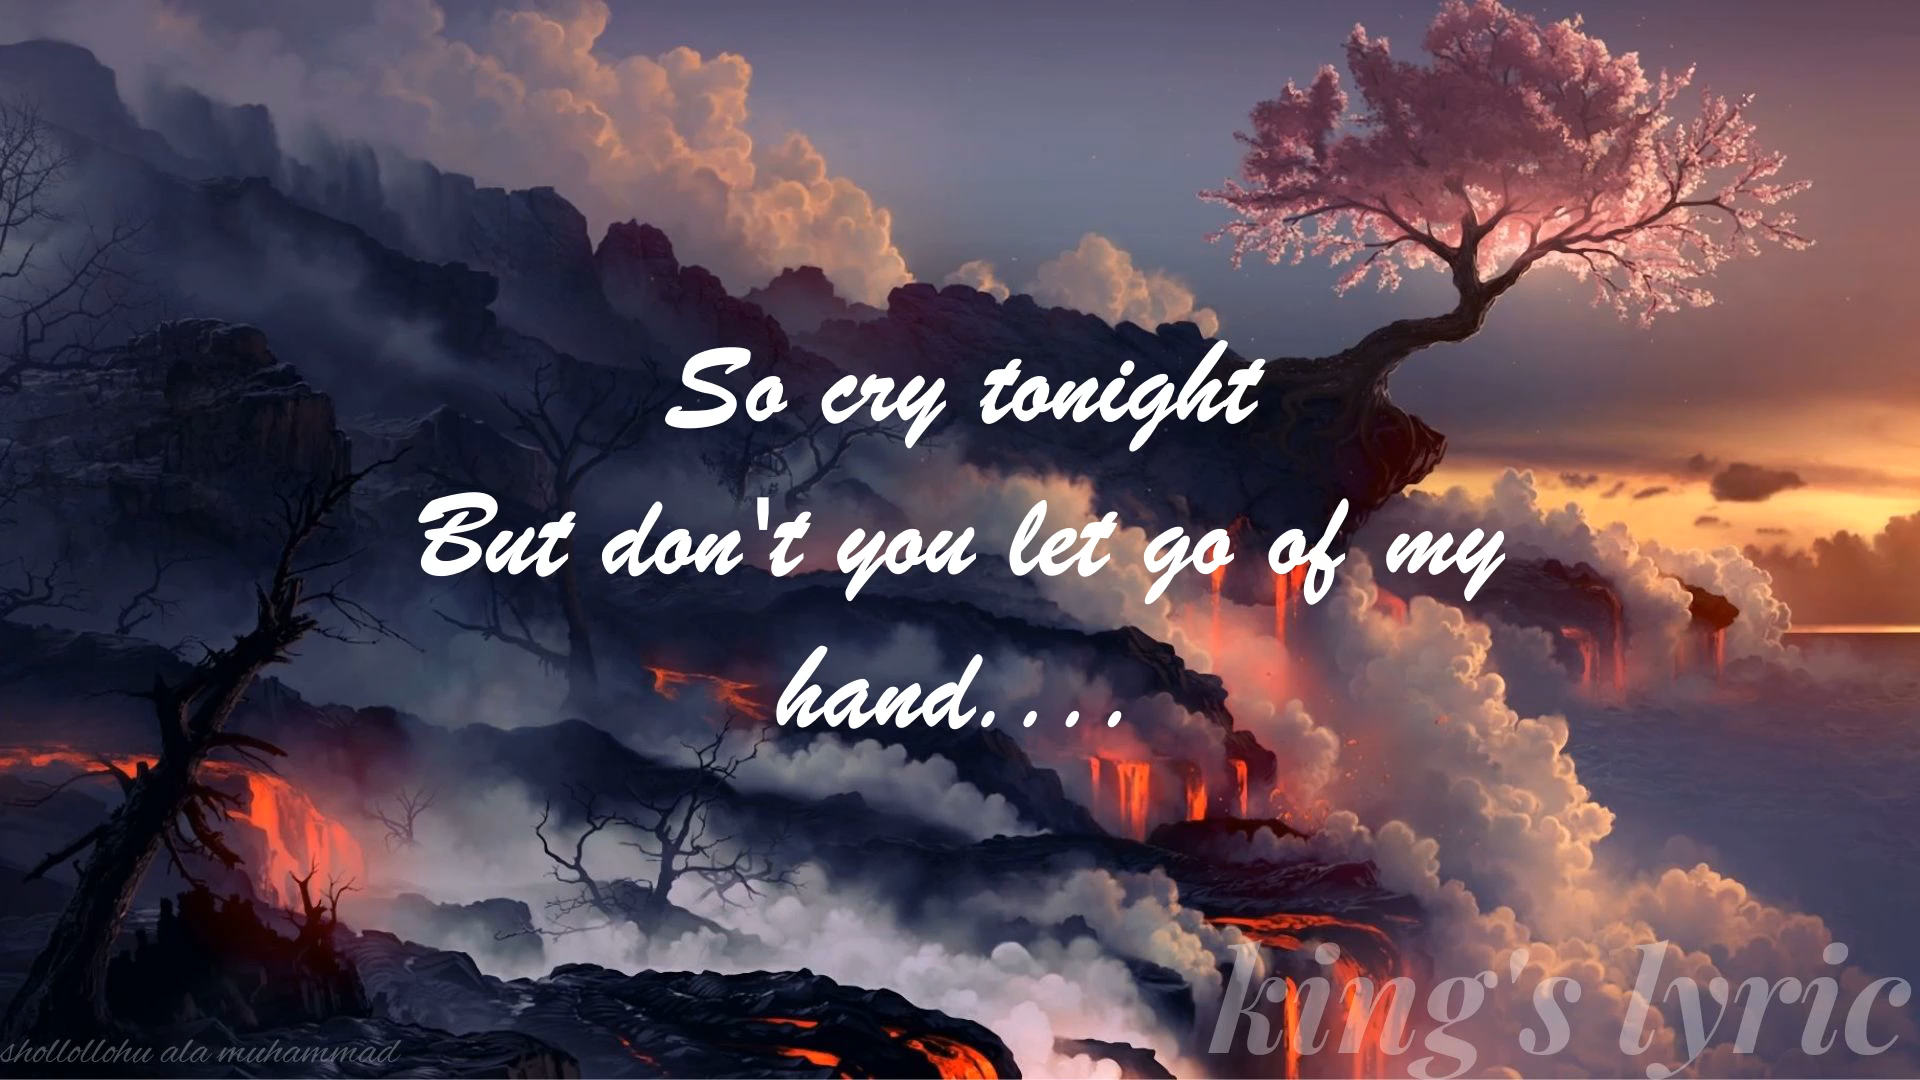 So cry tonight
But don't you let go of my
hand....
king's lyric
shollollohu ala muhammad